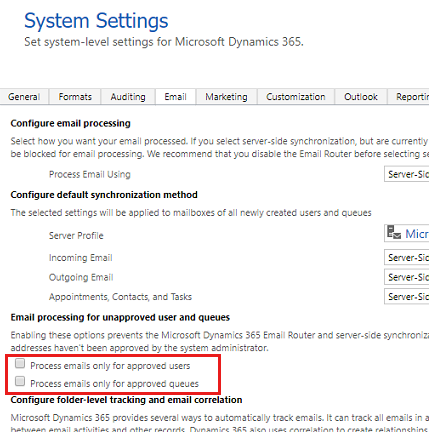 System Settings
Set system-level settings for Microsoft Dynamics 365.
General Formats Auditing Email Marketing Customization Outlook Reporting
Configure email processing
Select how you want your email processed. If you select server-side synchronization, but are currently
be blocked for email processing. We recommend that you disable the Email Router before selecting se
Process Email Using Server-Sid
Configure default synchronization method
The selected settings will be applied to mailboxes of all newly created users and queues
Server Profile Micr
Incoming Email Server-Sid
Outgoing Email Server-Sid
Appointments, Contacts, and Tasks Server-Sid
Email processing for unapproved user and queues
Enabling these options prevents the Microsoft Dynamics 365 Email Router and server-side synchroniza
addresses haven't been approved by the system administrator.
Process emails only for approved users
Process emails only for approved queues
Configure folder-level tracking and email correlation
Microsoft Dynamics 365 provides several ways to automatically track emails. It can track all emails in a
between email activities and other records. Dynamics 365 also uses correlation to create relationships